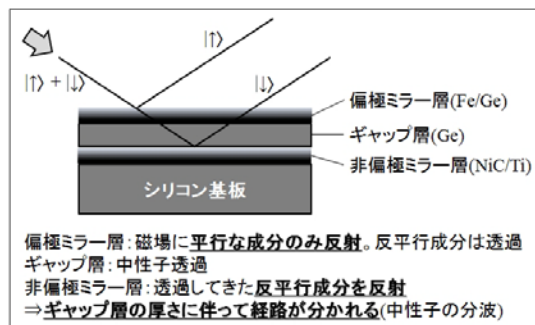 |↑⟩
|↑⟩ + |↓⟩
|↓⟩
偏極ミラー層(Fe/Ge)
ギャップ層(Ge)
非偏極ミラー層(NiC/Ti)
シリコン基板
偏極ミラー層:磁場に平行な成分のみ反射。反平行成分は透過
ギャップ層:中性子透過
非偏極ミラー層:透過してきた反平行成分を反射
⇒ギャップ層の厚さに伴って経路が分かれる(中性子の分波)